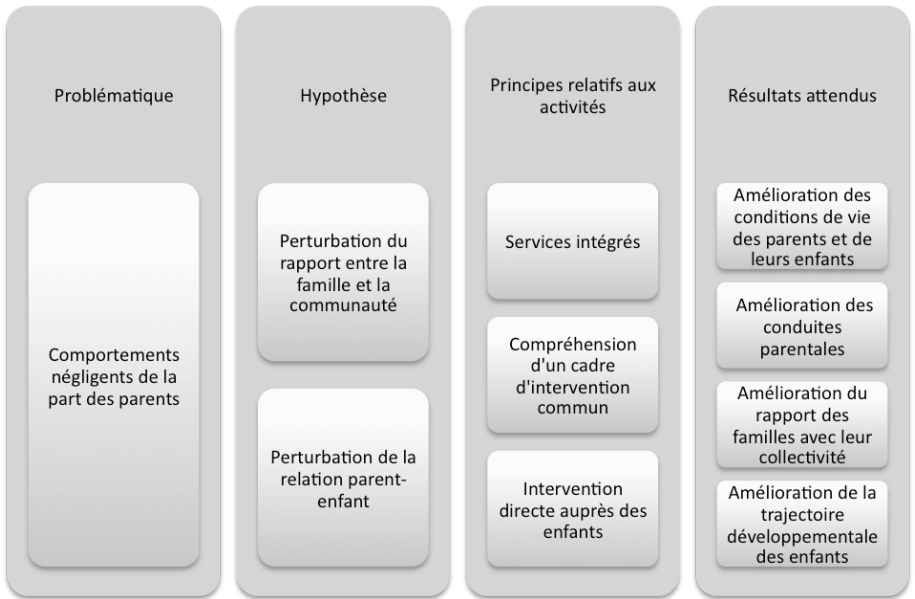 Problématique
Comportements
négligents de la
part des parents
Hypothèse
Perturbation du
rapport entre la
famille et la
communauté
Perturbation de la
relation parent-
enfant
Principes relatifs aux
activités
Services intégrés
Compréhension
d'un cadre
d'intervention
commun
Intervention
directe auprès des
enfants
Résultats attendus
Amélioration des
conditions de vie
des parents et de
leurs enfants
Amélioration des
conduites
parentales
Amélioration du
rapport des
familles avec leur
collectivité
Amélioration de la
trajectoire
développementale
des enfants